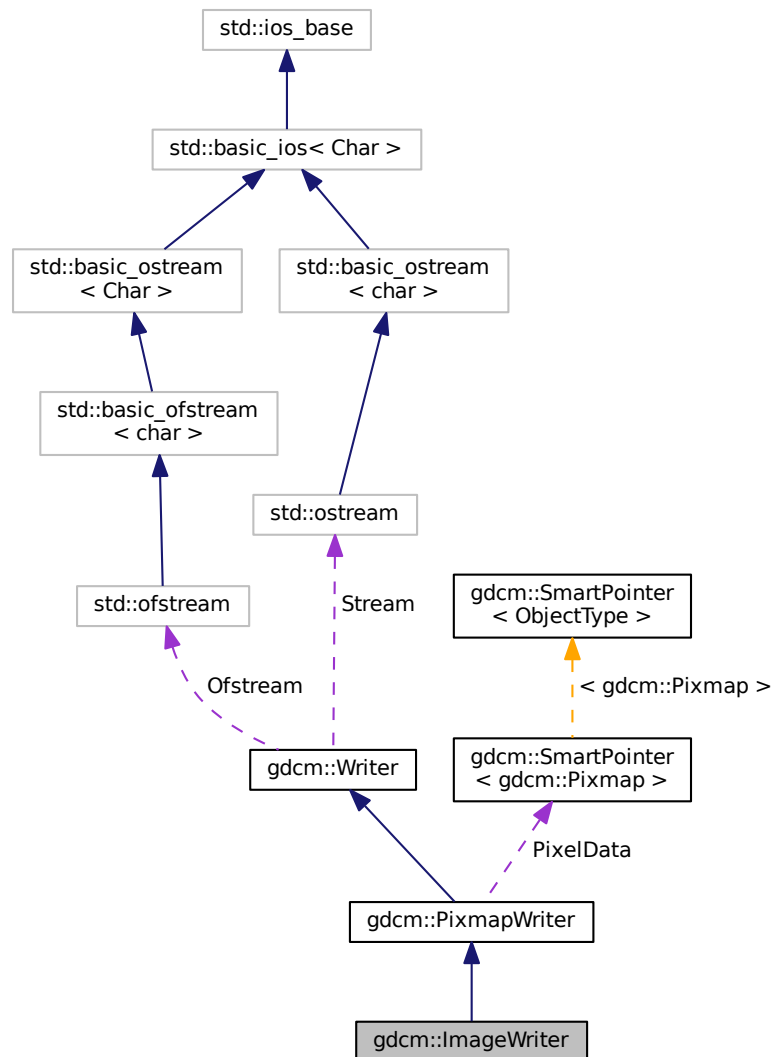 std::ios_base
std::basic_ios< Char >
std::basic_ostream
< Char >
std::basic_ostream
< char >
std::basic_ofstream
< char >
std::ostream
std::ofstream
Stream
gdcm::SmartPointer
< ObjectType >
Ofstream
< gdcm::Pixmap >
gdcm::Writer
gdcm::SmartPointer
< gdcm::Pixmap >
PixelData
gdcm::PixmapWriter
gdcm::ImageWriter